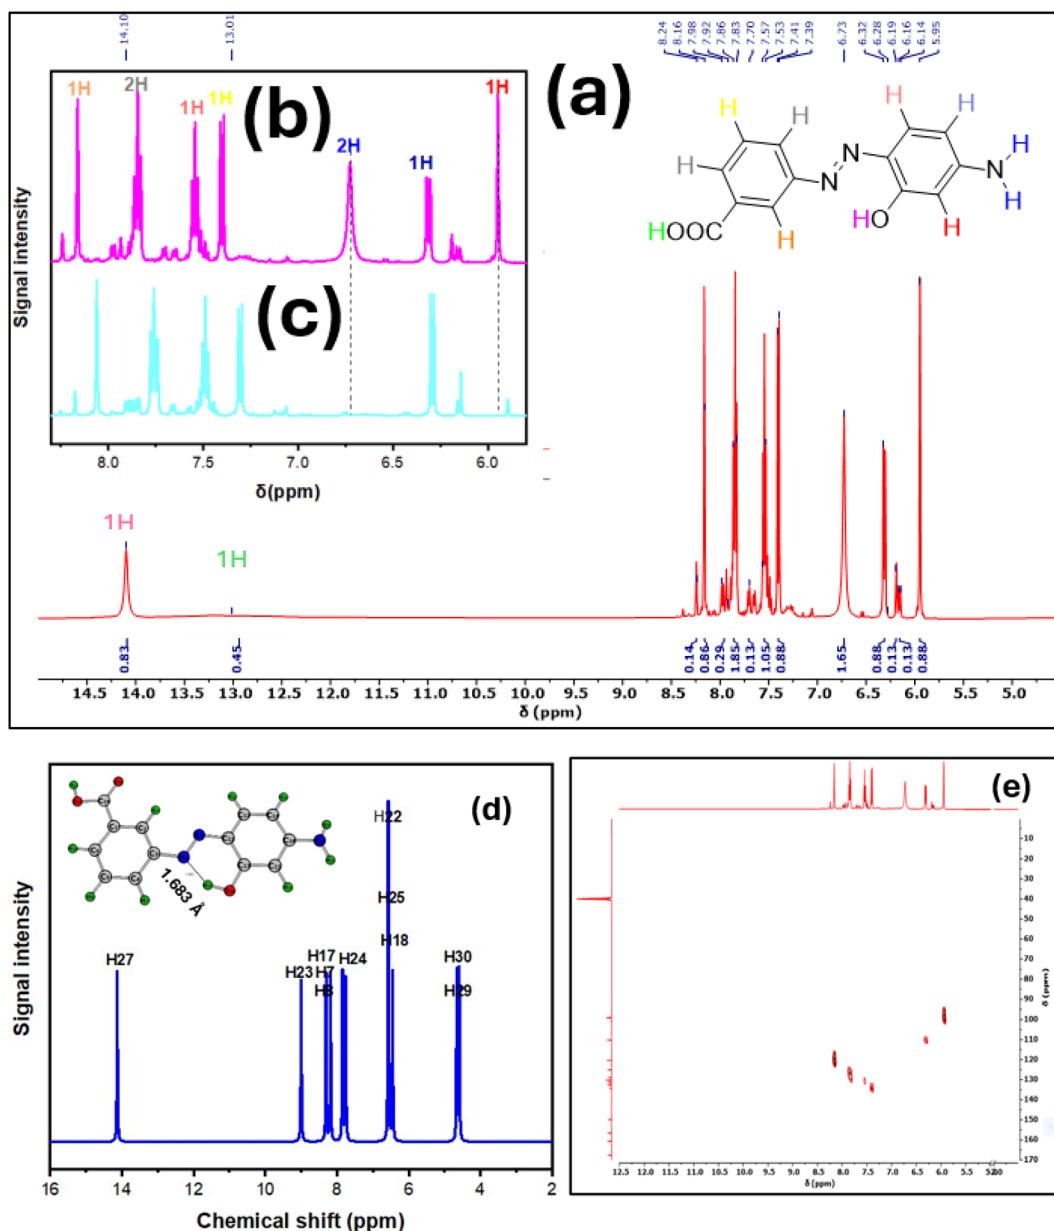 14.10
13.01
8.24
8.16
7.98
7.92
7.86
7.83
7.70
7.57
7.53
7.41
7.39
6.73
6.32
6.28
6.19
6.16
6.14
5.95
(a)
H
H
H
H
H
N
N
N
H
H
HOOC
H
HO
H
Signal intensity
(b)
1H
2H
1H
1H
2H
1H
1H
(c)
8.0 7.5 7.0 6.5 6.0
δ(ppm)
1H
1H
0.83
0.45
0.14
0.86
0.29
1.85
0.13
1.05
0.88
1.65
0.88
0.13
0.13
0.88
14.5 14.0 13.5 13.0 12.5 12.0 11.5 11.0 10.5 10.0 9.5 9.0 8.5 8.0 7.5 7.0 6.5 6.0 5.5 5.0
δ (ppm)
(d)
Signal intensity
1.683 Å
H27
H23
H17
H7
H8
H24
H22
H25
H18
H30
H29
16 14 12 10 8 6 4 2
Chemical shift (ppm)
(e)
10
20
30
40
50
60
70
80
90
100
110
120
130
140
150
160
170
δ (ppm)
12.5 12.0 11.5 11.0 10.5 10.0 9.5 9.0 8.5 8.0 7.5 7.0 6.5 6.0 5.5
δ (ppm)